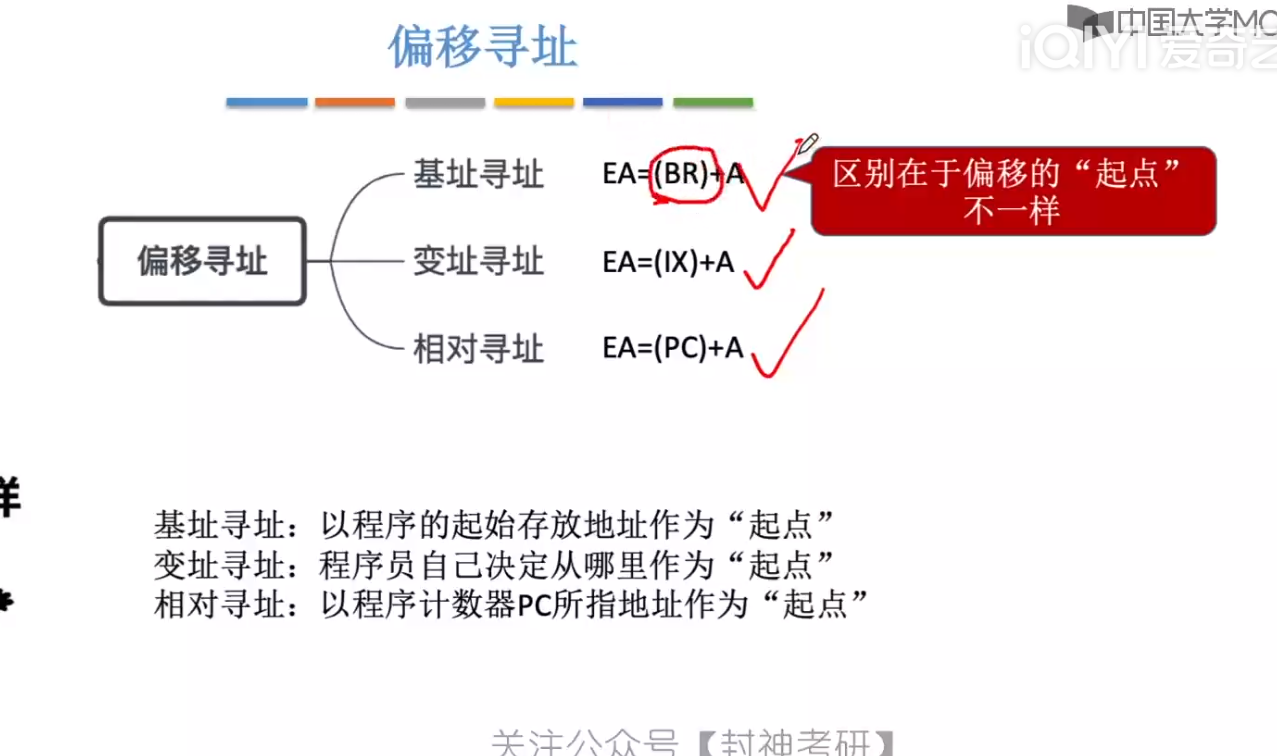 中国大学MO
iQIYI 爱奇艺
偏移寻址
基址寻址 EA=(BR)+A
区别在于偏移的“起点”
不一样
偏移寻址
变址寻址 EA=(IX)+A
相对寻址 EA=(PC)+A
样
基址寻址：以程序的起始存放地址作为“起点”
变址寻址：程序员自己决定从哪里作为“起点”
相对寻址：以程序计数器PC所指地址作为“起点”
*
关注公众号【封神考研】